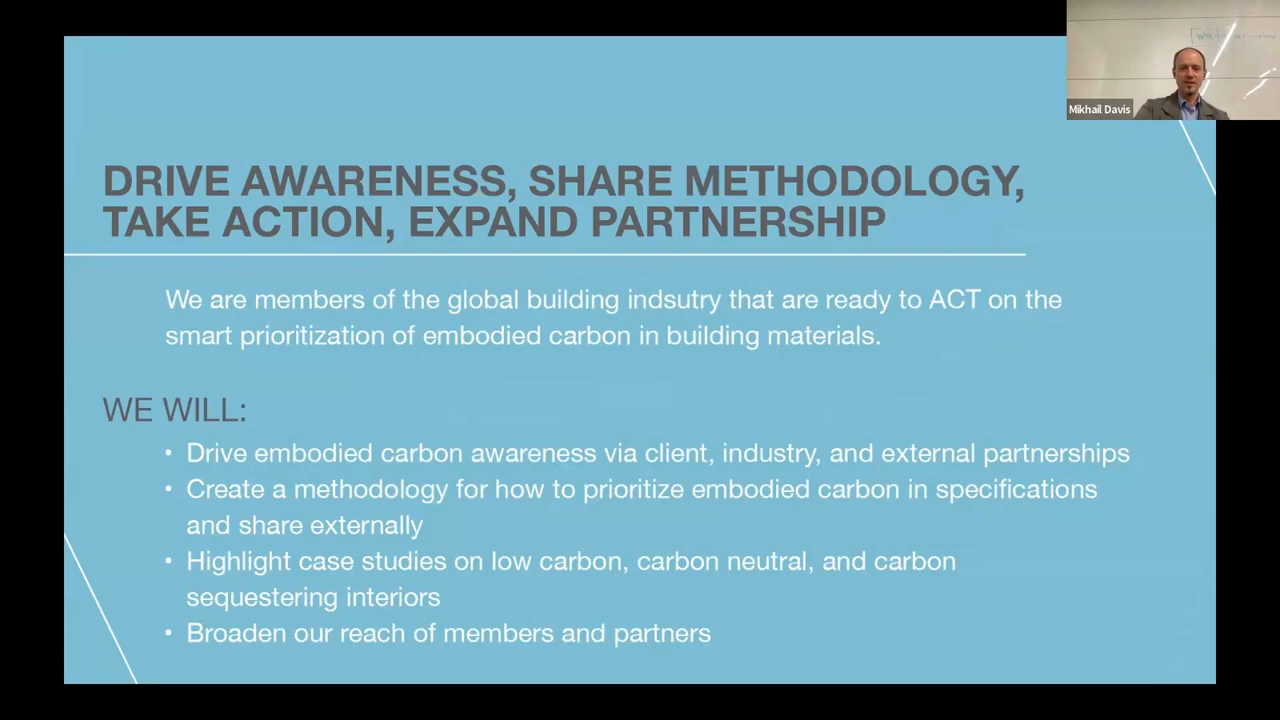 DRIVE AWARENESS, SHARE METHODOLOGY,
TAKE ACTION, EXPAND PARTNERSHIP
We are members of the global building indsutry that are ready to ACT on the
smart prioritization of embodied carbon in building materials.
WE WILL:
• Drive embodied carbon awareness via client, industry, and external partnerships
• Create a methodology for how to prioritize embodied carbon in specifications
and share externally
• Highlight case studies on low carbon, carbon neutral, and carbon
sequestering interiors
• Broaden our reach of members and partners
Mikhail Davis